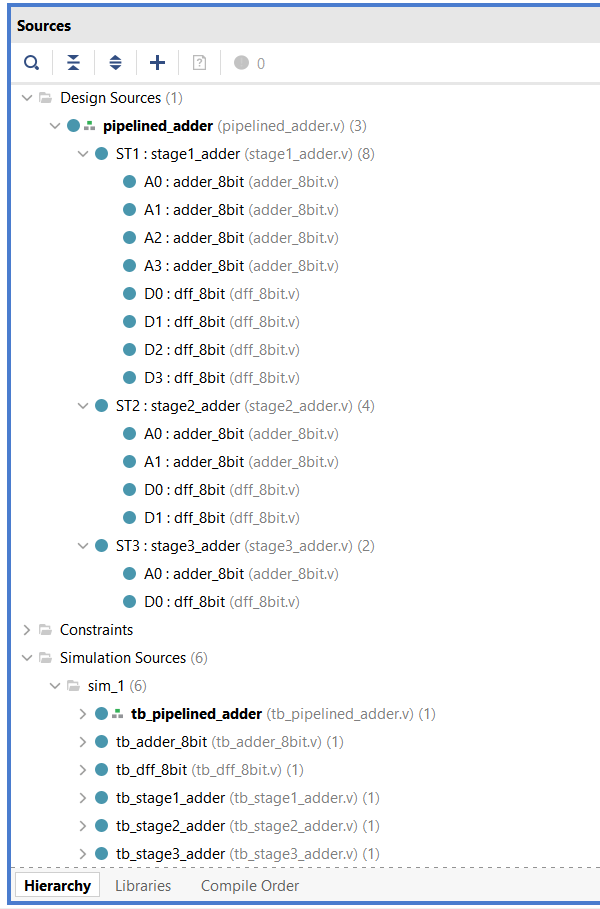 Sources
0
Design Sources (1)
pipelined_adder (pipelined_adder.v) (3)
ST1 : stage1_adder (stage1_adder.v) (8)
A0 : adder_8bit (adder_8bit.v)
A1 : adder_8bit (adder_8bit.v)
A2 : adder_8bit (adder_8bit.v)
A3 : adder_8bit (adder_8bit.v)
D0 : dff_8bit (dff_8bit.v)
D1 : dff_8bit (dff_8bit.v)
D2 : dff_8bit (dff_8bit.v)
D3 : dff_8bit (dff_8bit.v)
ST2 : stage2_adder (stage2_adder.v) (4)
A0 : adder_8bit (adder_8bit.v)
A1 : adder_8bit (adder_8bit.v)
D0 : dff_8bit (dff_8bit.v)
D1 : dff_8bit (dff_8bit.v)
ST3 : stage3_adder (stage3_adder.v) (2)
A0 : adder_8bit (adder_8bit.v)
D0 : dff_8bit (dff_8bit.v)
Constraints
Simulation Sources (6)
sim_1 (6)
tb_pipelined_adder (tb_pipelined_adder.v) (1)
tb_adder_8bit (tb_adder_8bit.v) (1)
tb_dff_8bit (tb_dff_8bit.v) (1)
tb_stage1_adder (tb_stage1_adder.v) (1)
tb_stage2_adder (tb_stage2_adder.v) (1)
tb_stage3_adder (tb_stage3_adder.v) (1)
Hierarchy Libraries Compile Order